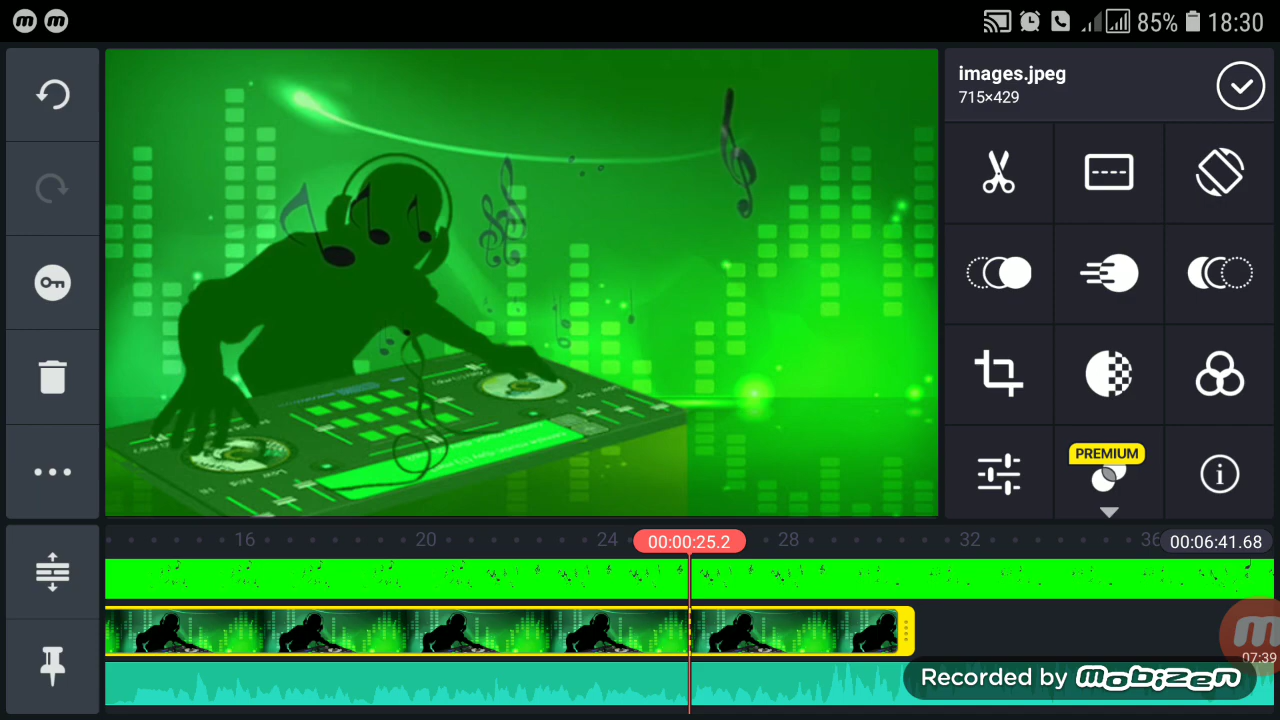 85% 18:30
images.jpeg
715×429
PREMIUM
16 20 24 28 32 36
00:00:25.2
00:06:41.68
07:39
Recorded by mobizen